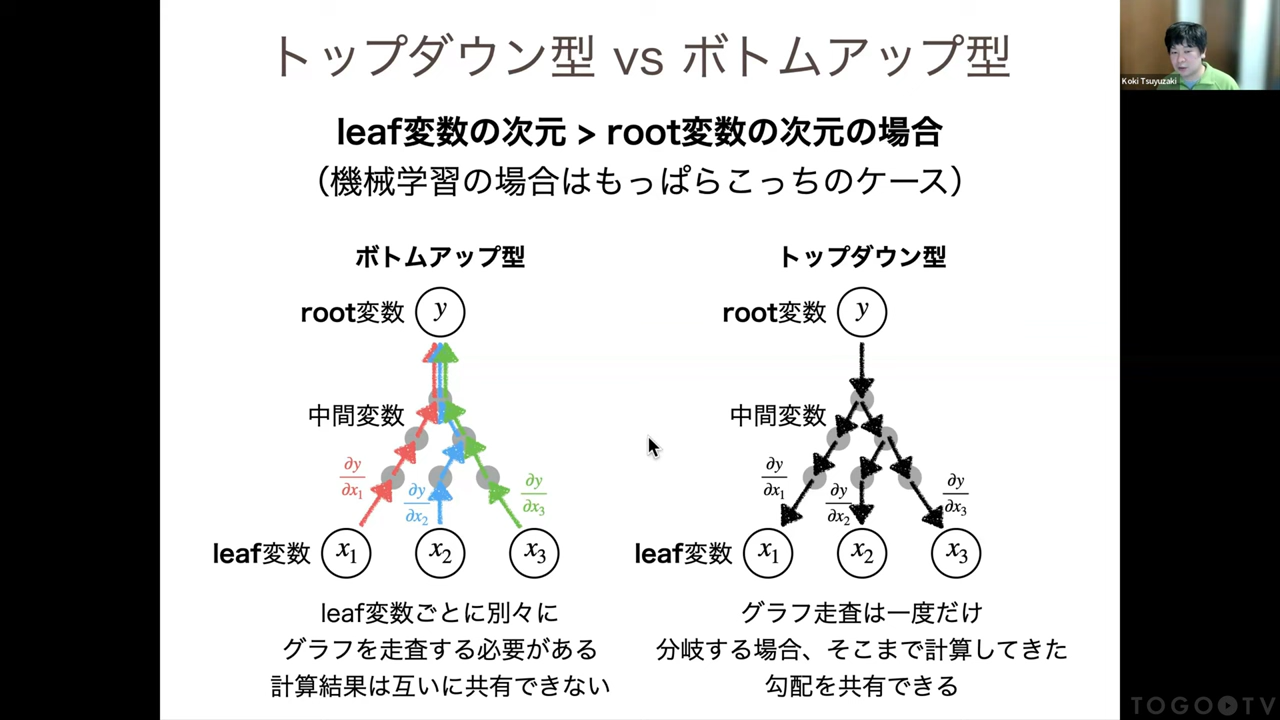 トップダウン型 vs ボトムアップ型
Koki Tsuyuzaki
leaf変数の次元 > root変数の次元の場合
（機械学習の場合はもっぱらこっちのケース）
ボトムアップ型
root変数
y
中間変数
∂y/∂x₁
∂y/∂x₂
∂y/∂x₃
leaf変数
x₁
x₂
x₃
leaf変数ごとに別々に
グラフを走査する必要がある
計算結果は互いに共有できない
トップダウン型
root変数
y
中間変数
∂y/∂x₁
∂y/∂x₂
∂y/∂x₃
leaf変数
x₁
x₂
x₃
グラフ走査は一度だけ
分岐する場合、そこまで計算してきた
勾配を共有できる
TOGOTV